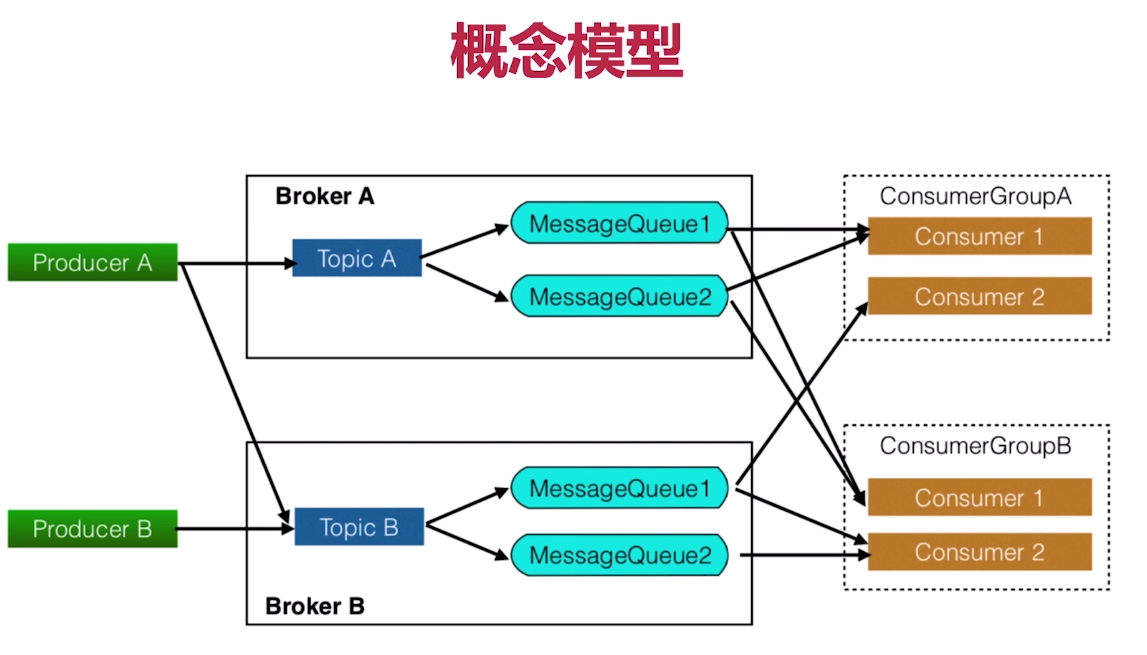 概念模型
Broker A
ConsumerGroupA
MessageQueue1
Consumer 1
Producer A
Topic A
MessageQueue2
Consumer 2
ConsumerGroupB
MessageQueue1
Consumer 1
Producer B
Topic B
MessageQueue2
Consumer 2
Broker B